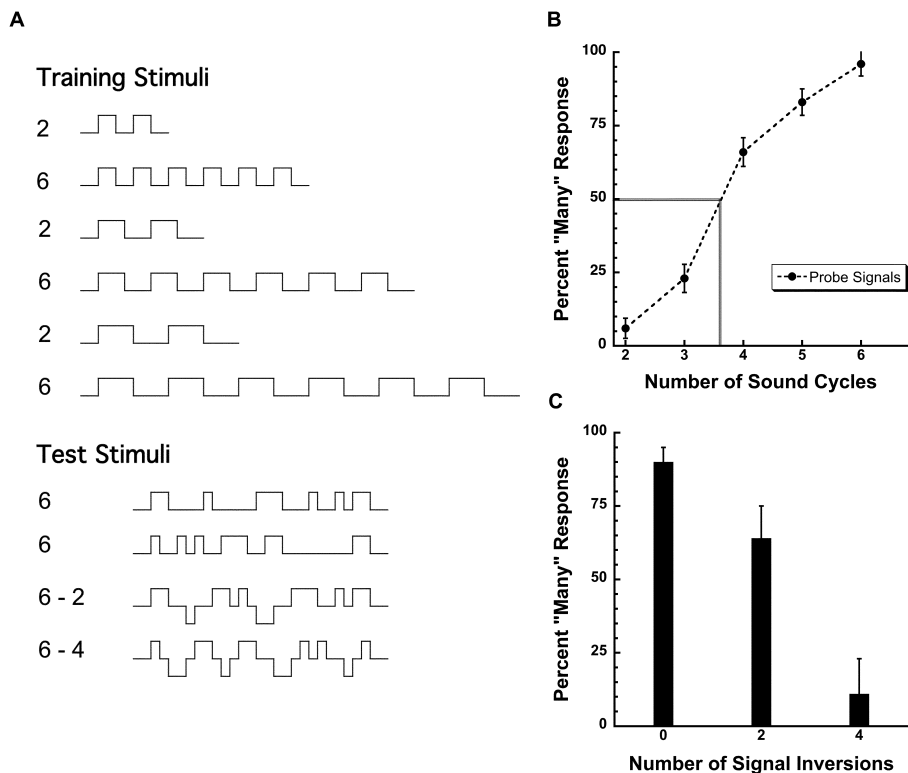 A
Training Stimuli
2
6
2
6
2
6
Test Stimuli
6
6
6 - 2
6 - 4
B
Percent "Many" Response
100
75
50
25
0
2 3 4 5 6
Probe Signals
Number of Sound Cycles
C
Percent "Many" Response
100
75
50
25
0
0 2 4
Number of Signal Inversions